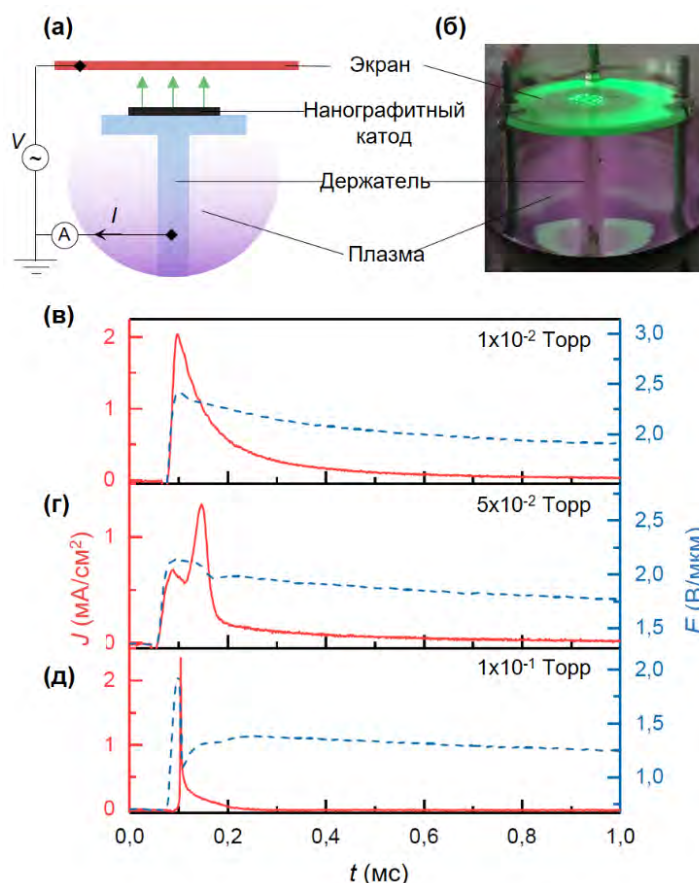 (а)
(б)
Экран
Нанографитный
катод
Держатель
Плазма
V
~
A
I
(в)
1x10-2 Торр
2
1
0
3,0
2,5
2,0
(г)
5x10-2 Торр
1
0
2,5
2,0
1,5
(д)
1x10-1 Торр
2
1
0
2,0
1,5
1,0
J (мА/см2)
F (В/мкм)
0,0 0,2 0,4 0,6 0,8 1,0
t (мс)